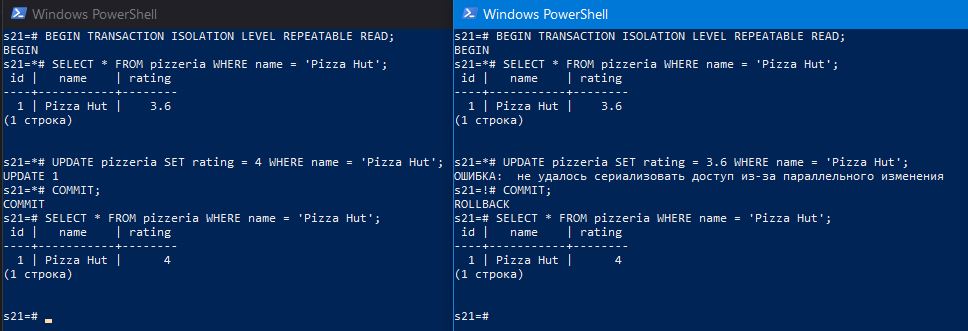 Windows PowerShell
s21=# BEGIN TRANSACTION ISOLATION LEVEL REPEATABLE READ;
BEGIN
s21=*# SELECT * FROM pizzeria WHERE name = 'Pizza Hut';
 id |   name    | rating
----+-----------+--------
  1 | Pizza Hut |    3.6
(1 строка)
s21=*# UPDATE pizzeria SET rating = 4 WHERE name = 'Pizza Hut';
UPDATE 1
s21=*# COMMIT;
COMMIT
s21=# SELECT * FROM pizzeria WHERE name = 'Pizza Hut';
 id |   name    | rating
----+-----------+--------
  1 | Pizza Hut |      4
(1 строка)
s21=#
Windows PowerShell
s21=# BEGIN TRANSACTION ISOLATION LEVEL REPEATABLE READ;
BEGIN
s21=*# SELECT * FROM pizzeria WHERE name = 'Pizza Hut';
 id |   name    | rating
----+-----------+--------
  1 | Pizza Hut |    3.6
(1 строка)
s21=*# UPDATE pizzeria SET rating = 3.6 WHERE name = 'Pizza Hut';
ОШИБКА:  не удалось сериализовать доступ из-за параллельного изменения
s21=!# COMMIT;
ROLLBACK
s21=# SELECT * FROM pizzeria WHERE name = 'Pizza Hut';
 id |   name    | rating
----+-----------+--------
  1 | Pizza Hut |      4
(1 строка)
s21=#